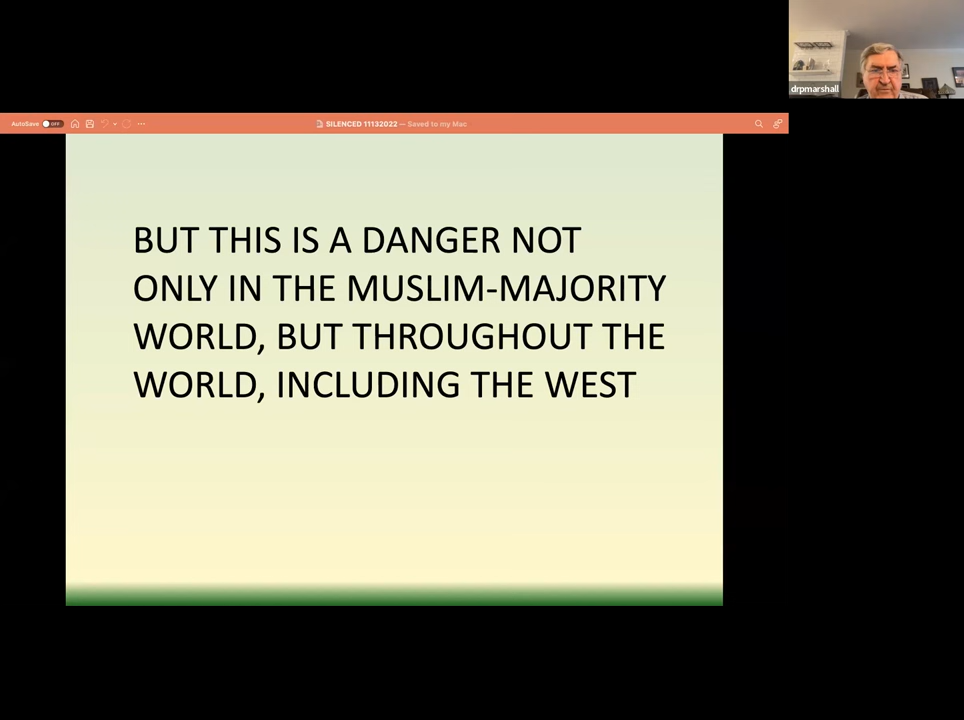 drpmarshall
AutoSave OFF
SILENCED 11132022 — Saved to my Mac
BUT THIS IS A DANGER NOT
ONLY IN THE MUSLIM-MAJORITY
WORLD, BUT THROUGHOUT THE
WORLD, INCLUDING THE WEST